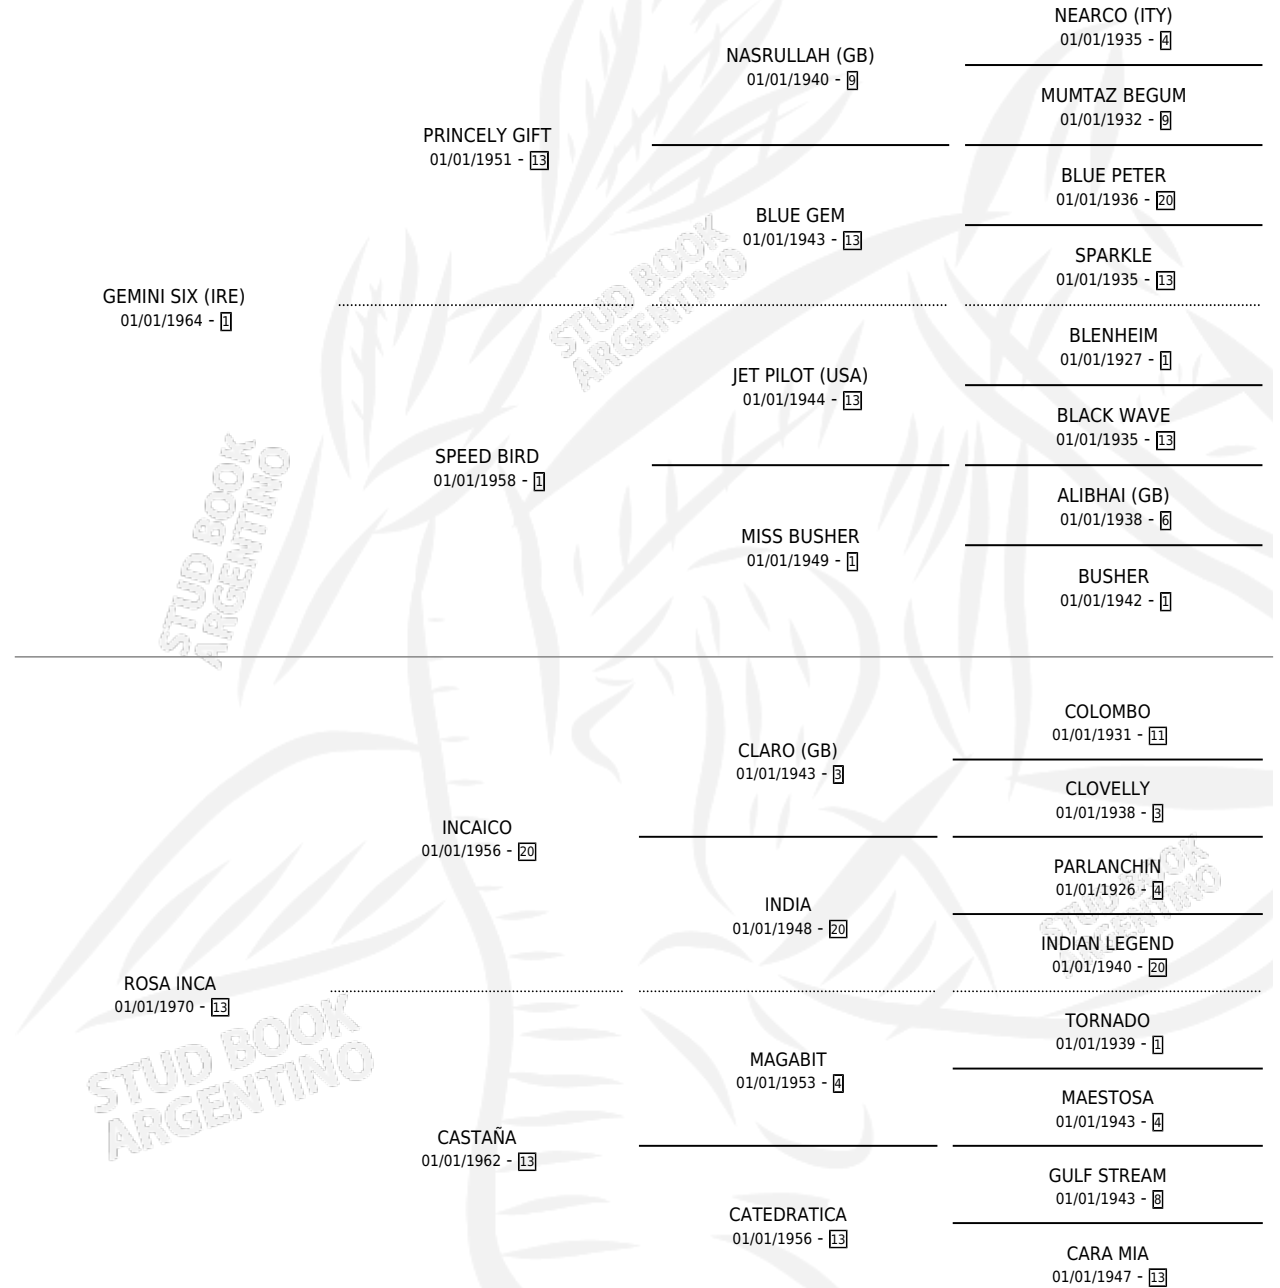 NEARCO (ITY)
01/01/1935 - 4
NASRULLAH (GB)
01/01/1940 - 9
MUMTAZ BEGUM
01/01/1932 - 9
PRINCELY GIFT
01/01/1951 - 13
BLUE PETER
01/01/1936 - 20
BLUE GEM
01/01/1943 - 13
SPARKLE
01/01/1935 - 13
GEMINI SIX (IRE)
01/01/1964 - 1
STUD BOOK
ARGENTINO
BLENHEIM
01/01/1927 - 1
JET PILOT (USA)
01/01/1944 - 13
BLACK WAVE
01/01/1935 - 13
SPEED BIRD
01/01/1958 - 1
ALIBHAI (GB)
01/01/1938 - 6
MISS BUSHER
01/01/1949 - 1
BUSHER
01/01/1942 - 1
STUD BOOK
ARGENTINO
COLOMBO
01/01/1931 - 11
CLARO (GB)
01/01/1943 - 3
CLOVELLY
01/01/1938 - 3
INCAICO
01/01/1956 - 20
PARLANCHIN
01/01/1926 - 4
INDIA
01/01/1948 - 20
STUD BOOK
ARGENTINO
INDIAN LEGEND
01/01/1940 - 20
ROSA INCA
01/01/1970 - 13
TORNADO
01/01/1939 - 1
MAGABIT
01/01/1953 - 4
STUD BOOK
ARGENTINO
MAESTOSA
01/01/1943 - 4
CASTAÑA
01/01/1962 - 13
GULF STREAM
01/01/1943 - 8
CATEDRATICA
01/01/1956 - 13
CARA MIA
01/01/1947 - 13